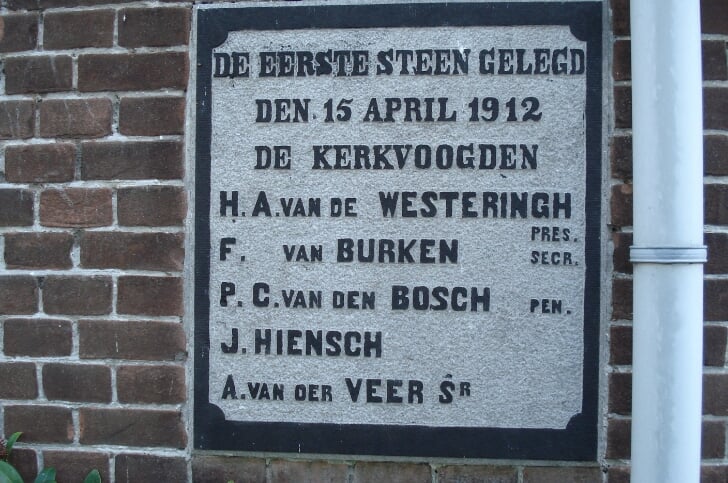 DE EERSTE STEEN GELEGD
DEN 15 APRIL 1912
DE KERKVOOGDEN
H. A. VAN DE WESTERINGH
PRES.
F. VAN BURKEN SECR.
P. C. VAN DEN BOSCH PEN.
J. HIENSCH
A. VAN DER VEER SR